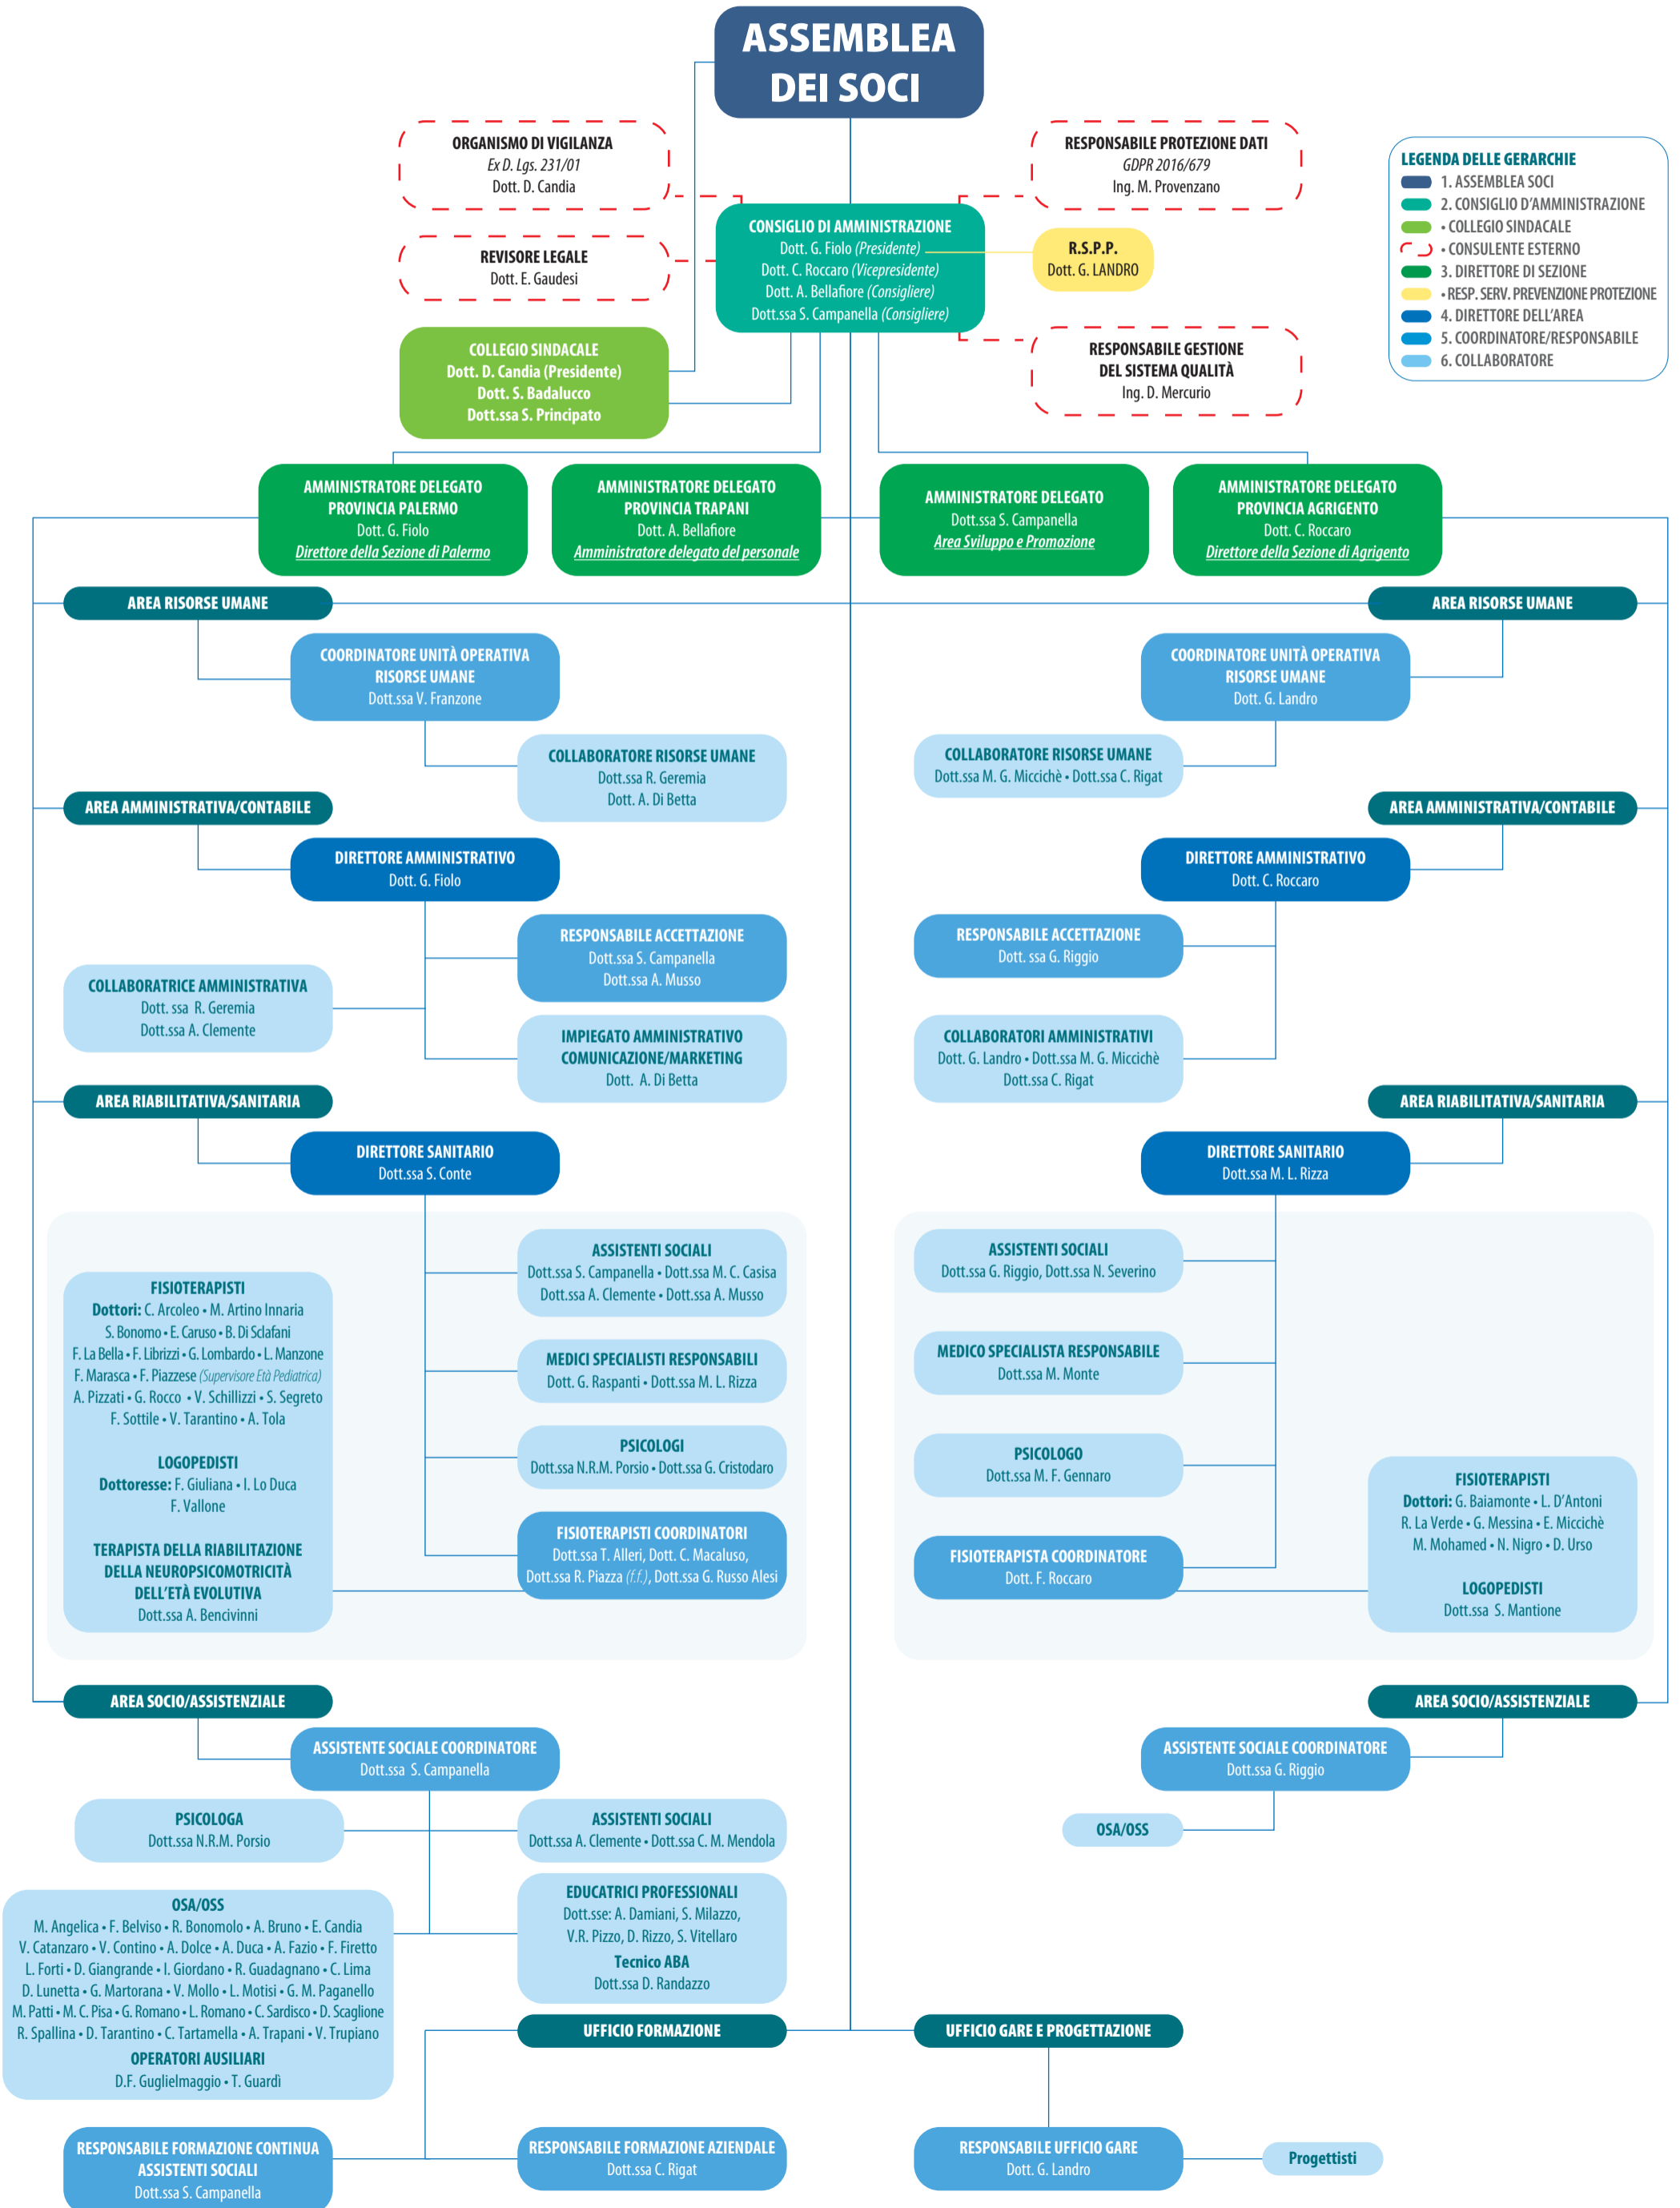 ASSEMBLEA
DEI SOCI
ORGANISMO DI VIGILANZA
Ex D. Lgs. 231/01
Dott. D. Candia
RESPONSABILE PROTEZIONE DATI
GDPR 2016/679
Ing. M. Provenzano
LEGENDA DELLE GERARCHIE
1. ASSEMBLEA SOCI
2. CONSIGLIO D'AMMINISTRAZIONE
• COLLEGIO SINDACALE
• CONSULENTE ESTERNO
3. DIRETTORE DI SEZIONE
• RESP. SERV. PREVENZIONE PROTEZIONE
4. DIRETTORE DELL'AREA
5. COORDINATORE/RESPONSABILE
6. COLLABORATORE
CONSIGLIO DI AMMINISTRAZIONE
Dott. G. Fiolo (Presidente)
Dott. C. Roccaro (Vicepresidente)
Dott. A. Bellafiore (Consigliere)
Dott.ssa S. Campanella (Consigliere)
REVISORE LEGALE
Dott. E. Gaudesi
R.S.P.P.
Dott. G. LANDRO
COLLEGIO SINDACALE
Dott. D. Candia (Presidente)
Dott. S. Badalucco
Dott.ssa S. Principato
RESPONSABILE GESTIONE
DEL SISTEMA QUALITÀ
Ing. D. Mercurio
AMMINISTRATORE DELEGATO
PROVINCIA PALERMO
Dott. G. Fiolo
Direttore della Sezione di Palermo
AMMINISTRATORE DELEGATO
PROVINCIA TRAPANI
Dott. A. Bellafiore
Amministratore delegato del personale
AMMINISTRATORE DELEGATO
Dott.ssa S. Campanella
Area Sviluppo e Promozione
AMMINISTRATORE DELEGATO
PROVINCIA AGRIGENTO
Dott. C. Roccaro
Direttore della Sezione di Agrigento
AREA RISORSE UMANE
AREA RISORSE UMANE
COORDINATORE UNITÀ OPERATIVA
RISORSE UMANE
Dott.ssa V. Franzone
COORDINATORE UNITÀ OPERATIVA
RISORSE UMANE
Dott. G. Landro
COLLABORATORE RISORSE UMANE
Dott.ssa R. Geremia
Dott. A. Di Betta
COLLABORATORE RISORSE UMANE
Dott.ssa M. G. Miccichè • Dott.ssa C. Rigat
AREA AMMINISTRATIVA/CONTABILE
AREA AMMINISTRATIVA/CONTABILE
DIRETTORE AMMINISTRATIVO
Dott. G. Fiolo
DIRETTORE AMMINISTRATIVO
Dott. C. Roccaro
RESPONSABILE ACCETTAZIONE
Dott.ssa S. Campanella
Dott.ssa A. Musso
RESPONSABILE ACCETTAZIONE
Dott. ssa G. Riggio
COLLABORATRICE AMMINISTRATIVA
Dott. ssa R. Geremia
Dott.ssa A. Clemente
IMPIEGATO AMMINISTRATIVO
COMUNICAZIONE/MARKETING
Dott. A. Di Betta
COLLABORATORI AMMINISTRATIVI
Dott. G. Landro • Dott.ssa M. G. Miccichè
Dott.ssa C. Rigat
AREA RIABILITATIVA/SANITARIA
AREA RIABILITATIVA/SANITARIA
DIRETTORE SANITARIO
Dott.ssa S. Conte
DIRETTORE SANITARIO
Dott.ssa M. L. Rizza
FISIOTERAPISTI
Dottori: C. Arcoleo • M. Artino Innaria
S. Bonomo • E. Caruso • B. Di Sclafani
F. La Bella • F. Librizzi • G. Lombardo • L. Manzone
F. Marasca • F. Piazzese (Supervisore Età Pediatrica)
A. Pizzati • G. Rocco • V. Schillizzi • S. Segreto
F. Sottile • V. Tarantino • A. Tola
LOGOPEDISTI
Dottoresse: F. Giuliana • I. Lo Duca
F. Vallone
TERAPISTA DELLA RIABILITAZIONE
DELLA NEUROPSICOMOTRICITÀ
DELL'ETÀ EVOLUTIVA
Dott.ssa A. Bencivinni
ASSISTENTI SOCIALI
Dott.ssa S. Campanella • Dott.ssa M. C. Casisa
Dott.ssa A. Clemente • Dott.ssa A. Musso
MEDICI SPECIALISTI RESPONSABILI
Dott. G. Raspanti • Dott.ssa M. L. Rizza
PSICOLOGI
Dott.ssa N.R.M. Porsio • Dott.ssa G. Cristodaro
FISIOTERAPISTI COORDINATORI
Dott.ssa T. Alleri, Dott. C. Macaluso,
Dott.ssa R. Piazza (f.f.), Dott.ssa G. Russo Alesi
ASSISTENTI SOCIALI
Dott.ssa G. Riggio, Dott.ssa N. Severino
MEDICO SPECIALISTA RESPONSABILE
Dott.ssa M. Monte
PSICOLOGO
Dott.ssa M. F. Gennaro
FISIOTERAPISTA COORDINATORE
Dott. F. Roccaro
FISIOTERAPISTI
Dottori: G. Baiamonte • L. D'Antoni
R. La Verde • G. Messina • E. Miccichè
M. Mohamed • N. Nigro • D. Urso
LOGOPEDISTI
Dott.ssa S. Mantione
AREA SOCIO/ASSISTENZIALE
AREA SOCIO/ASSISTENZIALE
ASSISTENTE SOCIALE COORDINATORE
Dott.ssa S. Campanella
ASSISTENTE SOCIALE COORDINATORE
Dott.ssa G. Riggio
PSICOLOGA
Dott.ssa N.R.M. Porsio
ASSISTENTI SOCIALI
Dott.ssa A. Clemente • Dott.ssa C. M. Mendola
OSA/OSS
OSA/OSS
M. Angelica • F. Belviso • R. Bonomolo • A. Bruno • E. Candia
V. Catanzaro • V. Contino • A. Dolce • A. Duca • A. Fazio • F. Firetto
L. Forti • D. Giangrande • I. Giordano • R. Guadagnano • C. Lima
D. Lunetta • G. Martorana • V. Mollo • L. Motisi • G. M. Paganello
M. Patti • M. C. Pisa • G. Romano • L. Romano • C. Sardisco • D. Scaglione
R. Spallina • D. Tarantino • C. Tartamella • A. Trapani • V. Trupiano
OPERATORI AUSILIARI
D.F. Guglielmaggio • T. Guardì
EDUCATRICI PROFESSIONALI
Dott.sse: A. Damiani, S. Milazzo,
V.R. Pizzo, D. Rizzo, S. Vitellaro
Tecnico ABA
Dott.ssa D. Randazzo
UFFICIO FORMAZIONE
UFFICIO GARE E PROGETTAZIONE
RESPONSABILE FORMAZIONE CONTINUA
ASSISTENTI SOCIALI
Dott.ssa S. Campanella
RESPONSABILE FORMAZIONE AZIENDALE
Dott.ssa C. Rigat
RESPONSABILE UFFICIO GARE
Dott. G. Landro
Progettisti